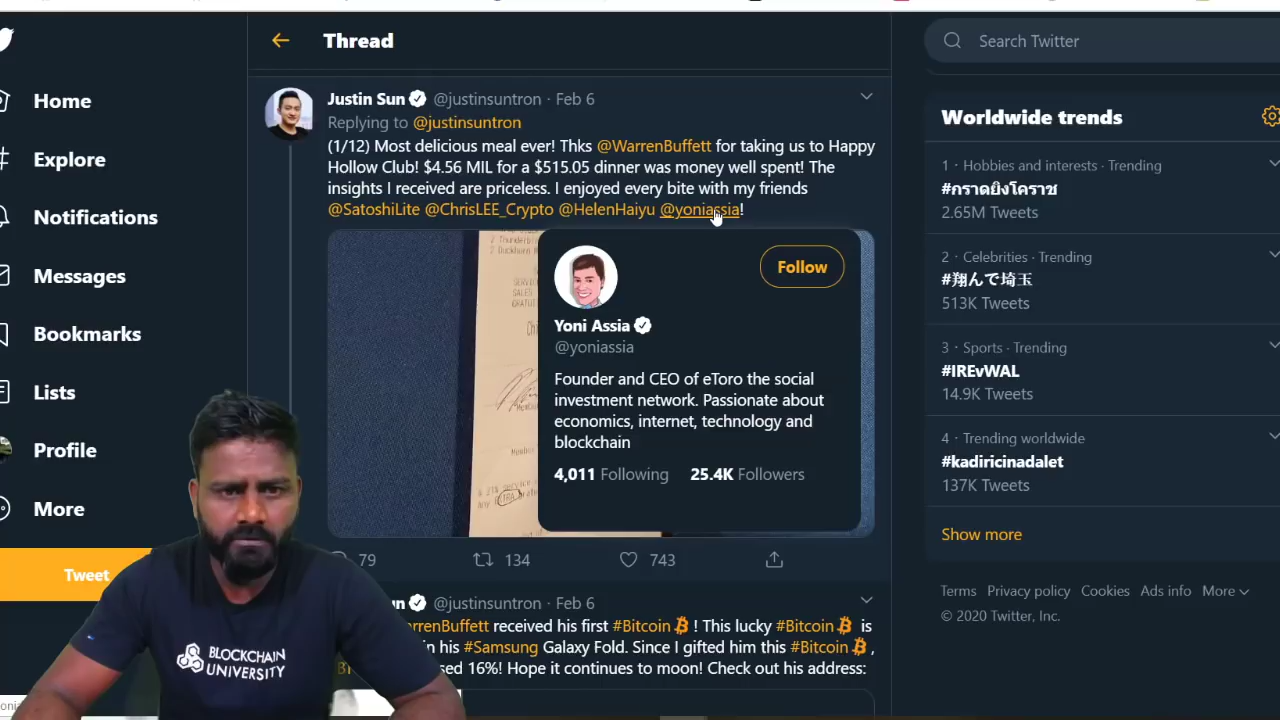 Thread
Search Twitter
Home
Explore
Notifications
Messages
Bookmarks
Lists
Profile
More
Tweet
Justin Sun @justinsuntron · Feb 6
Replying to @justinsuntron
(1/12) Most delicious meal ever! Thks @WarrenBuffett for taking us to Happy
Hollow Club! $4.56 MIL for a $515.05 dinner was money well spent! The
insights I received are priceless. I enjoyed every bite with my friends
@SatoshiLite @ChrisLEE_Crypto @HelenHaiyu @yoniassia!
Follow
Yoni Assia
@yoniassia
Founder and CEO of eToro the social
investment network. Passionate about
economics, internet, technology and
blockchain
4,011 Following 25.4K Followers
79 134 743
@justinsuntron · Feb 6
received his first #Bitcoin ! This lucky #Bitcoin is
in his #Samsung Galaxy Fold. Since I gifted him this #Bitcoin ,
16%! Hope it continues to moon! Check out his address:
BLOCKCHAIN
UNIVERSITY
Worldwide trends
1 · Hobbies and interests · Trending
#กราดยิงโคราช
2.65M Tweets
2 · Celebrities · Trending
#翔んで埼玉
513K Tweets
3 · Sports · Trending
#IREvWAL
14.9K Tweets
4 · Trending worldwide
#kadiricinadalet
137K Tweets
Show more
Terms Privacy policy Cookies Ads info More
© 2020 Twitter, Inc.